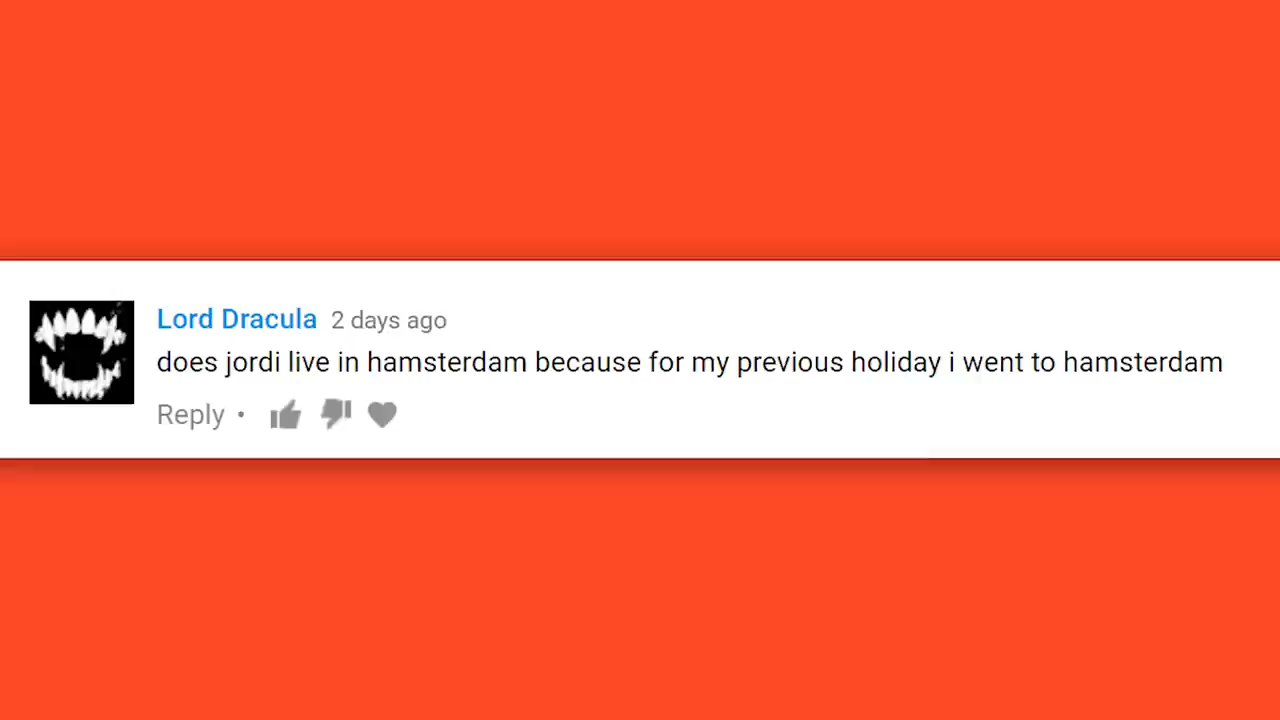 Lord Dracula 2 days ago
does jordi live in hamsterdam because for my previous holiday i went to hamsterdam
Reply •